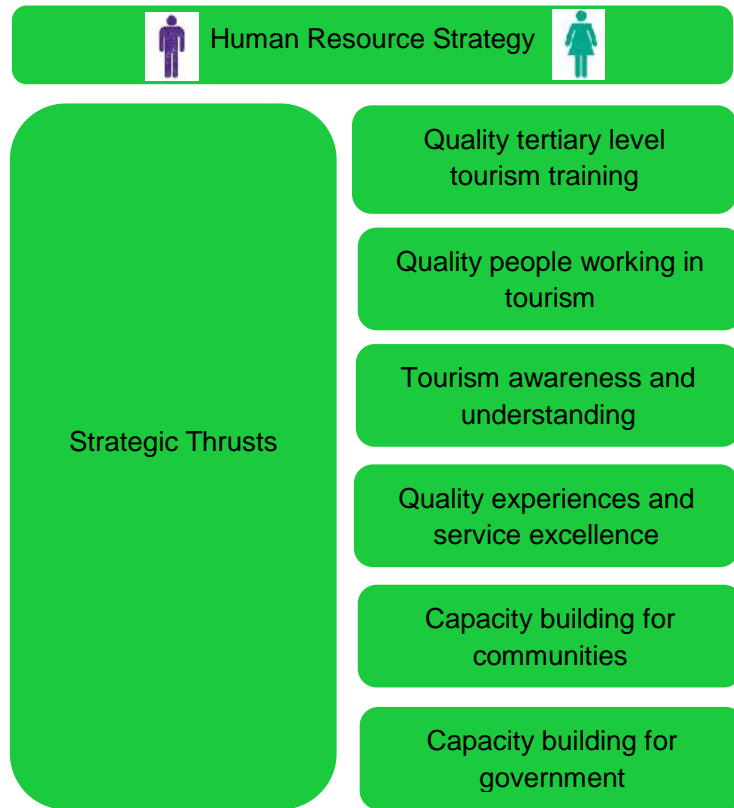 Human Resource Strategy
Strategic Thrusts
Quality tertiary level
tourism training
Quality people working in
tourism
Tourism awareness and
understanding
Quality experiences and
service excellence
Capacity building for
communities
Capacity building for
government